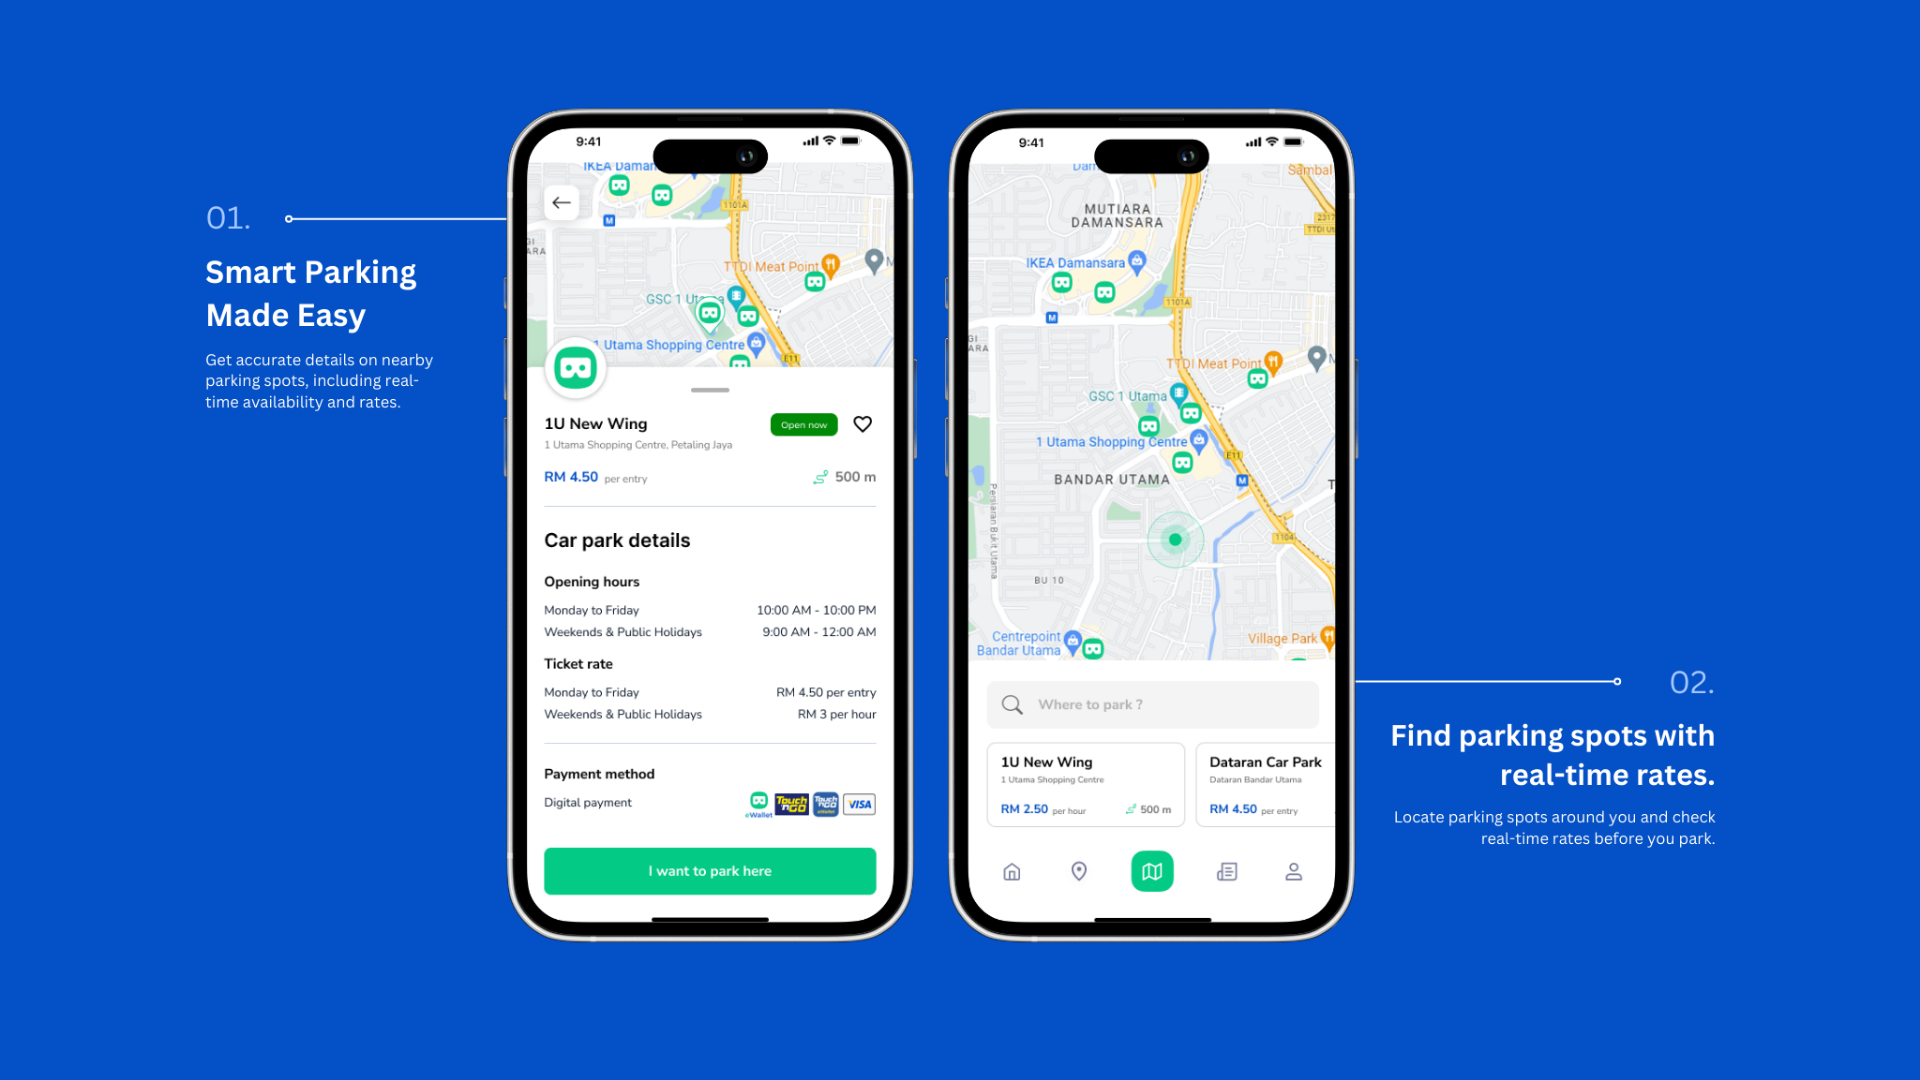 01.
Smart Parking
Made Easy
Get accurate details on nearby
parking spots, including real-
time availability and rates.
9:41
IKEA Daman
1101A
M
TTDI Meat Point
GSC 1 Uta
1 Utama Shopping Centre
E11
1U New Wing
Open now
1 Utama Shopping Centre, Petaling Jaya
RM 4.50 per entry
500 m
Car park details
Opening hours
Monday to Friday 10:00 AM - 10:00 PM
Weekends & Public Holidays 9:00 AM - 12:00 AM
Ticket rate
Monday to Friday RM 4.50 per entry
Weekends & Public Holidays RM 3 per hour
Payment method
Digital payment
eWallet
Touch 'nGO
Touch 'nGO
VISA
I want to park here
9:41
Dam
Sambal
MUTIARA
DAMANSARA
2317
IKEA Damansara
1101A
M
GI
ARA
TTDI Meat Point
GSC 1 Utama
1 Utama Shopping Centre
E11
BANDAR UTAMA
M
Persiaran Bukit Utama
1104
BU 10
Centrepoint
Bandar Utama
Village Park
Where to park ?
1U New Wing
1 Utama Shopping Centre
RM 2.50 per hour
500 m
Dataran Car Park
Dataran Bandar Utama
RM 4.50 per entry
02.
Find parking spots with
real-time rates.
Locate parking spots around you and check
real-time rates before you park.